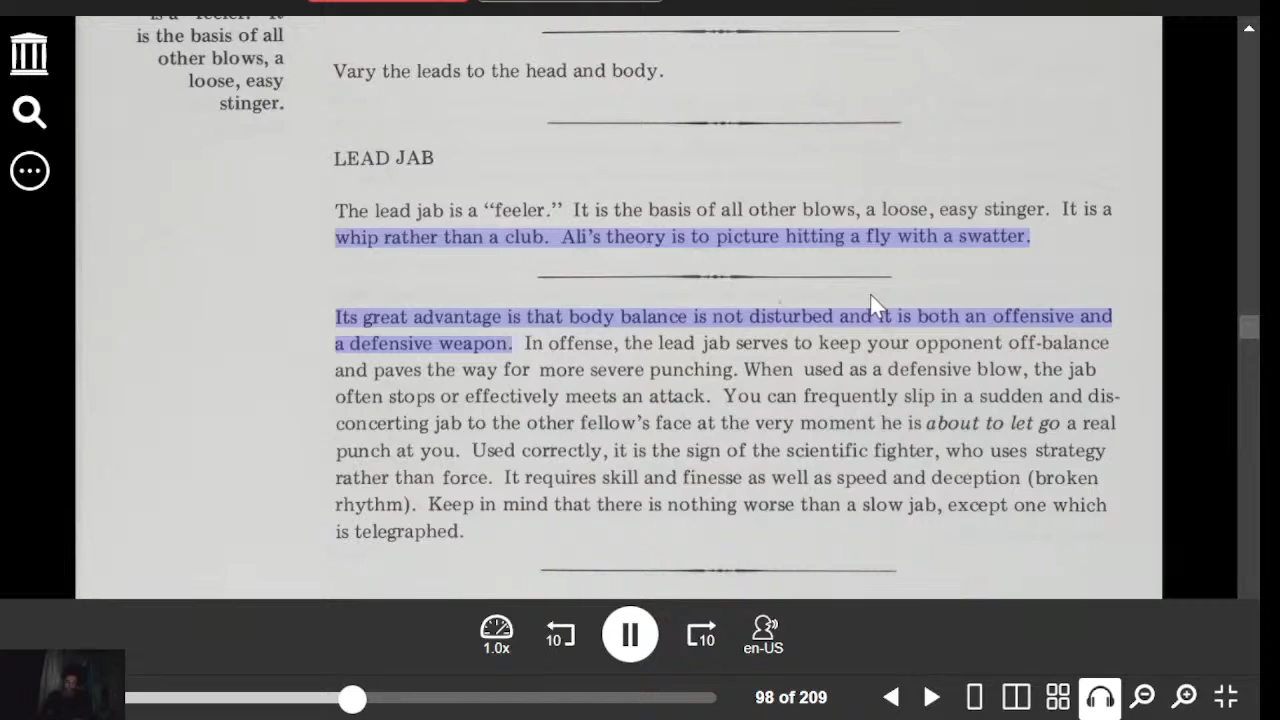 is a "feeler." It
is the basis of all
other blows, a
loose, easy
stinger.
Vary the leads to the head and body.
LEAD JAB
The lead jab is a “feeler.” It is the basis of all other blows, a loose, easy stinger. It is a
whip rather than a club. Ali’s theory is to picture hitting a fly with a swatter.
Its great advantage is that body balance is not disturbed and it is both an offensive and
a defensive weapon. In offense, the lead jab serves to keep your opponent off-balance
and paves the way for more severe punching. When used as a defensive blow, the jab
often stops or effectively meets an attack. You can frequently slip in a sudden and dis-
concerting jab to the other fellow’s face at the very moment he is about to let go a real
punch at you. Used correctly, it is the sign of the scientific fighter, who uses strategy
rather than force. It requires skill and finesse as well as speed and deception (broken
rhythm). Keep in mind that there is nothing worse than a slow jab, except one which
is telegraphed.
1.0x
10
10
en-US
98 of 209